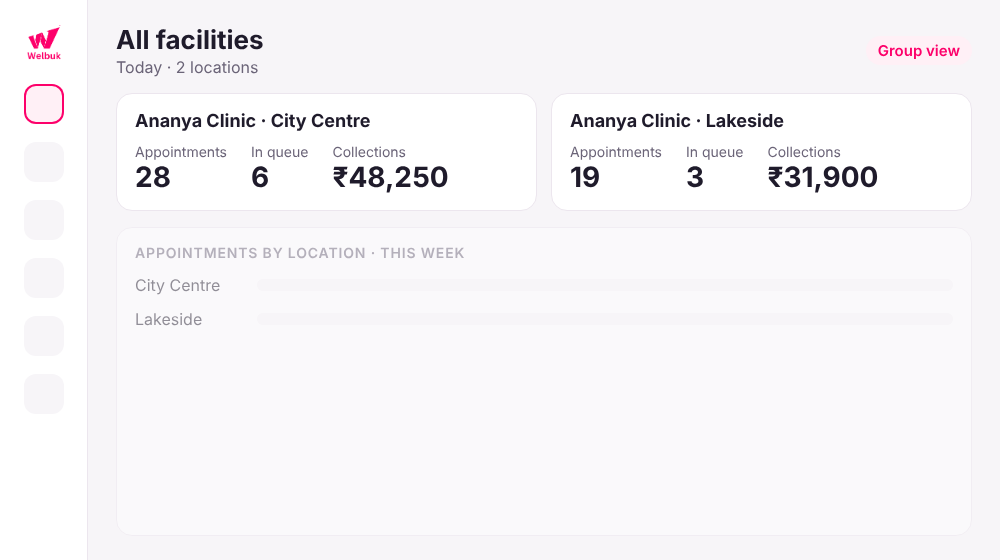 Welbuk
All facilities
Today · 2 locations
Group view
Ananya Clinic · City Centre
Appointments In queue Collections
28 6 ₹48,250
Ananya Clinic · Lakeside
Appointments In queue Collections
19 3 ₹31,900
APPOINTMENTS BY LOCATION · THIS WEEK
City Centre
Lakeside